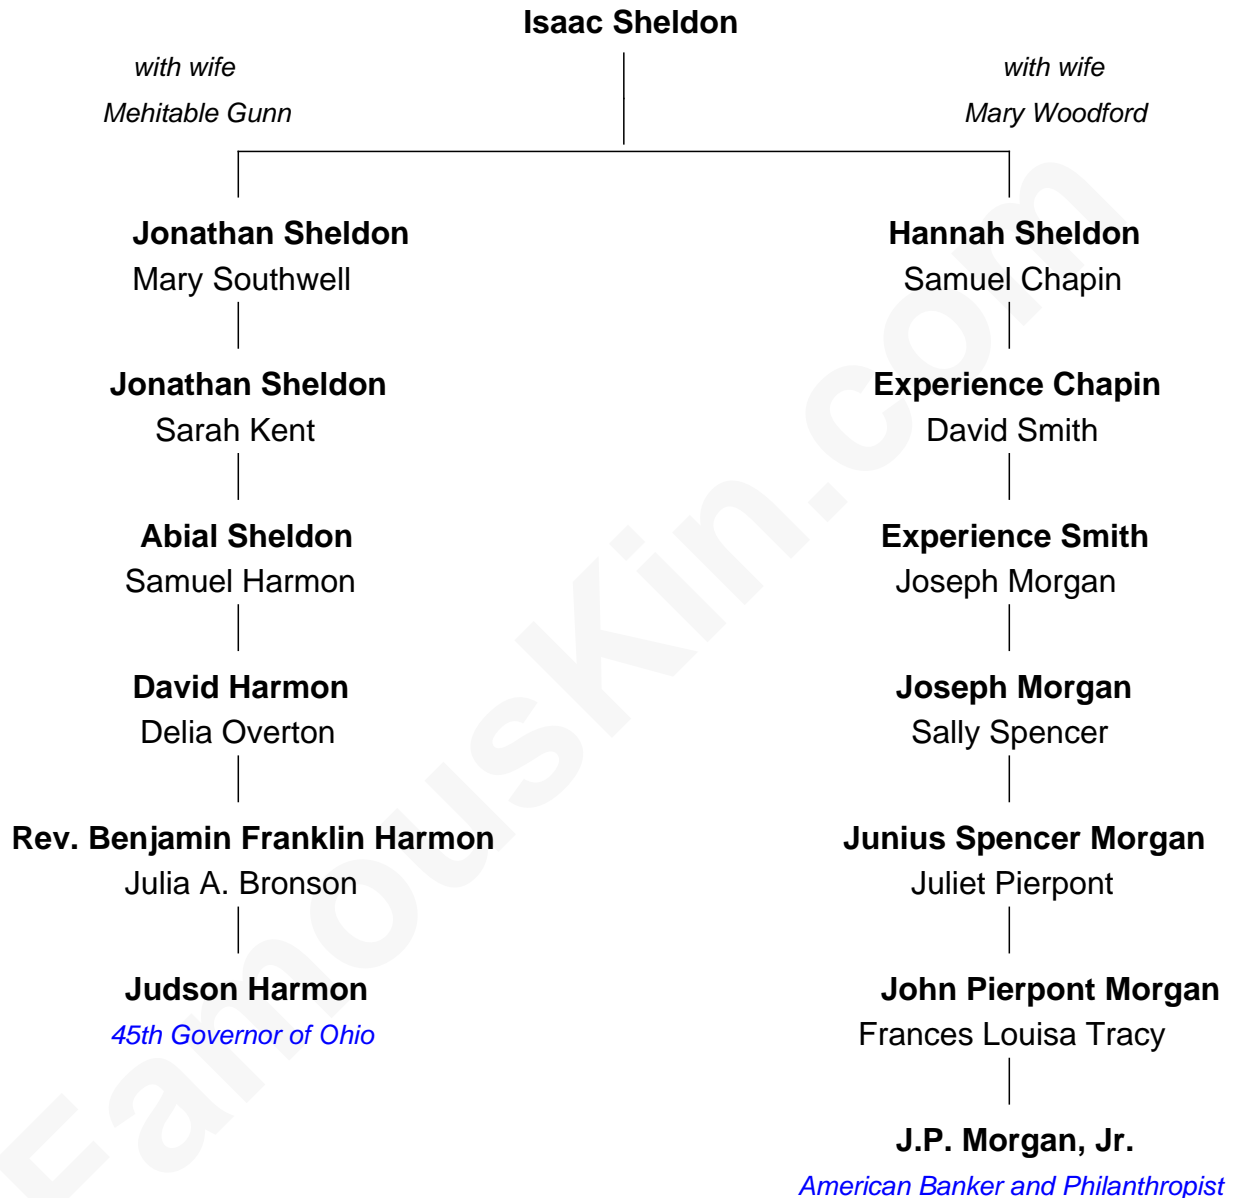 Isaac Sheldon
with wife
Mehitable Gunn
with wife
Mary Woodford
Jonathan Sheldon
Mary Southwell
Hannah Sheldon
Samuel Chapin
Jonathan Sheldon
Sarah Kent
Experience Chapin
David Smith
Abial Sheldon
Samuel Harmon
Experience Smith
Joseph Morgan
David Harmon
Delia Overton
Joseph Morgan
Sally Spencer
Rev. Benjamin Franklin Harmon
Julia A. Bronson
Junius Spencer Morgan
Juliet Pierpont
Judson Harmon
45th Governor of Ohio
John Pierpont Morgan
Frances Louisa Tracy
J.P. Morgan, Jr.
American Banker and Philanthropist
FamousKin.com